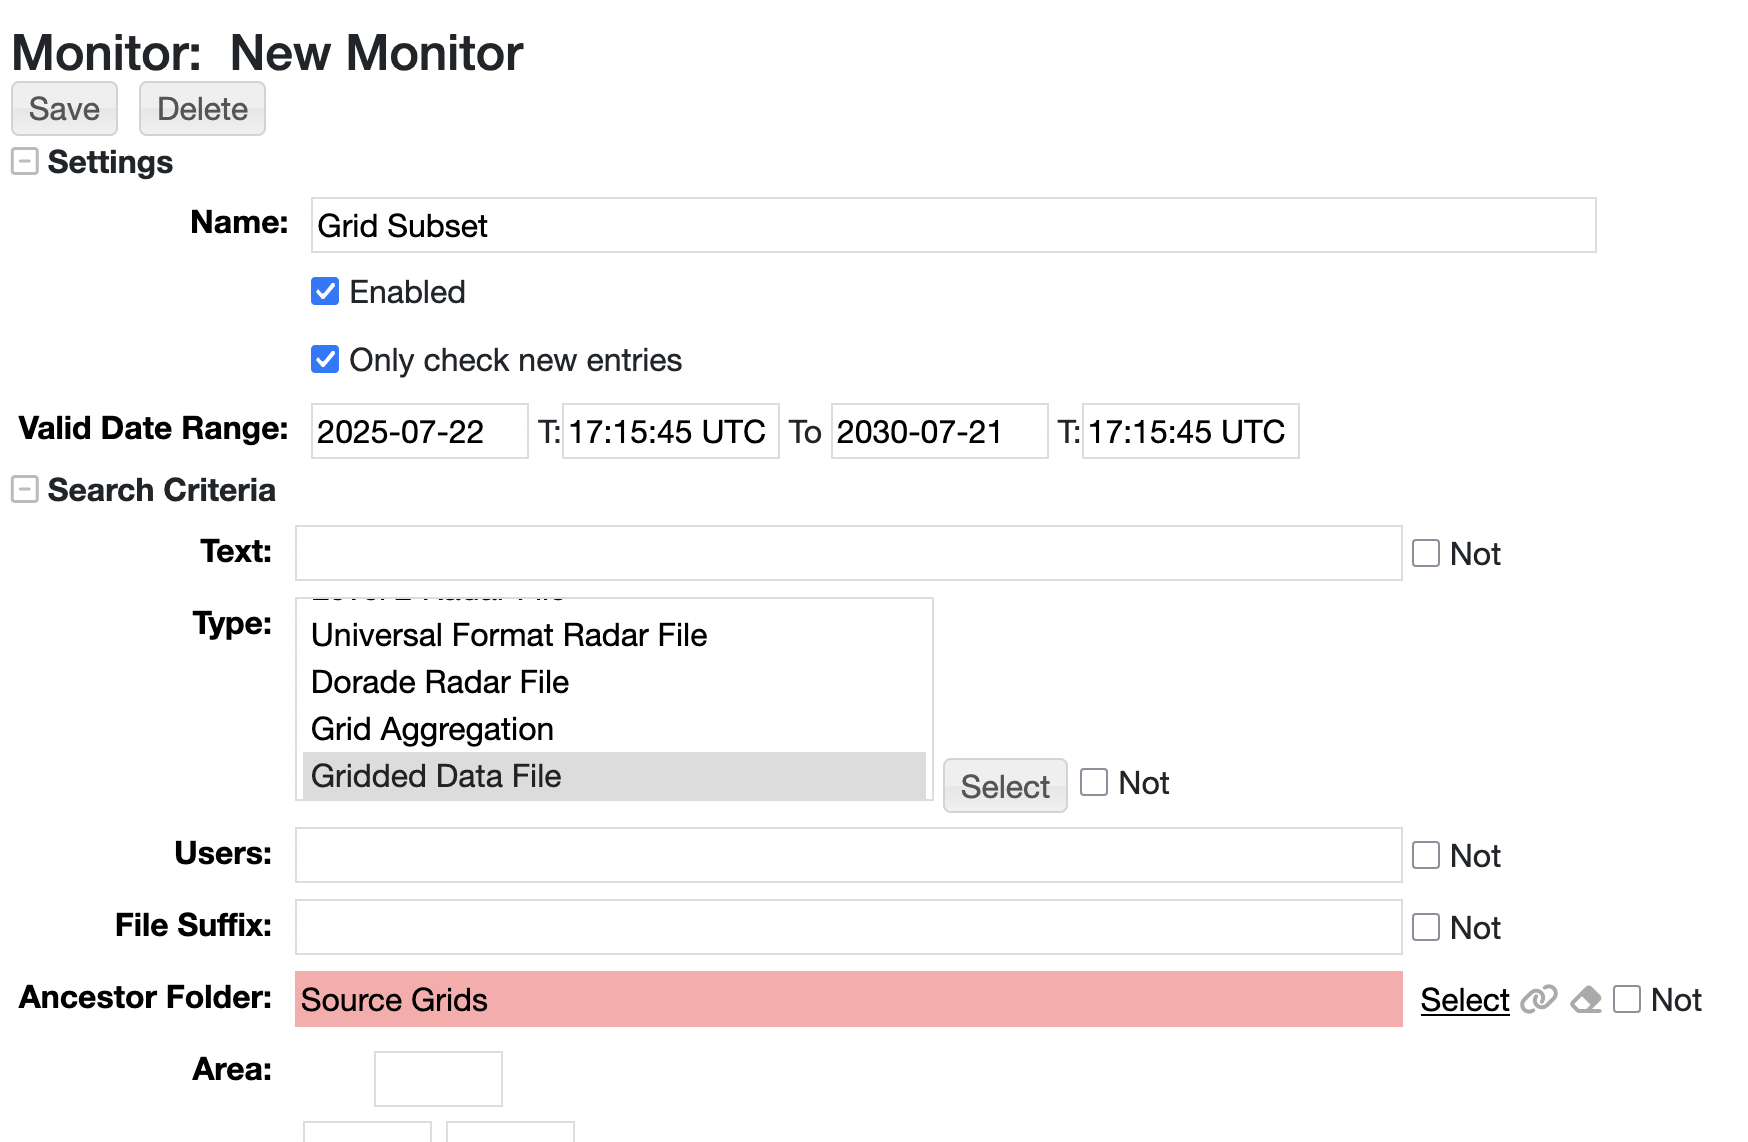 Monitor: New Monitor
Save Delete
Settings
Name: Grid Subset
Enabled
Only check new entries
Valid Date Range: 2025-07-22 T: 17:15:45 UTC To 2030-07-21 T: 17:15:45 UTC
Search Criteria
Text: Not
Type:
Universal Format Radar File
Dorade Radar File
Grid Aggregation
Gridded Data File Select Not
Users: Not
File Suffix: Not
Ancestor Folder: Source Grids Select Not
Area: